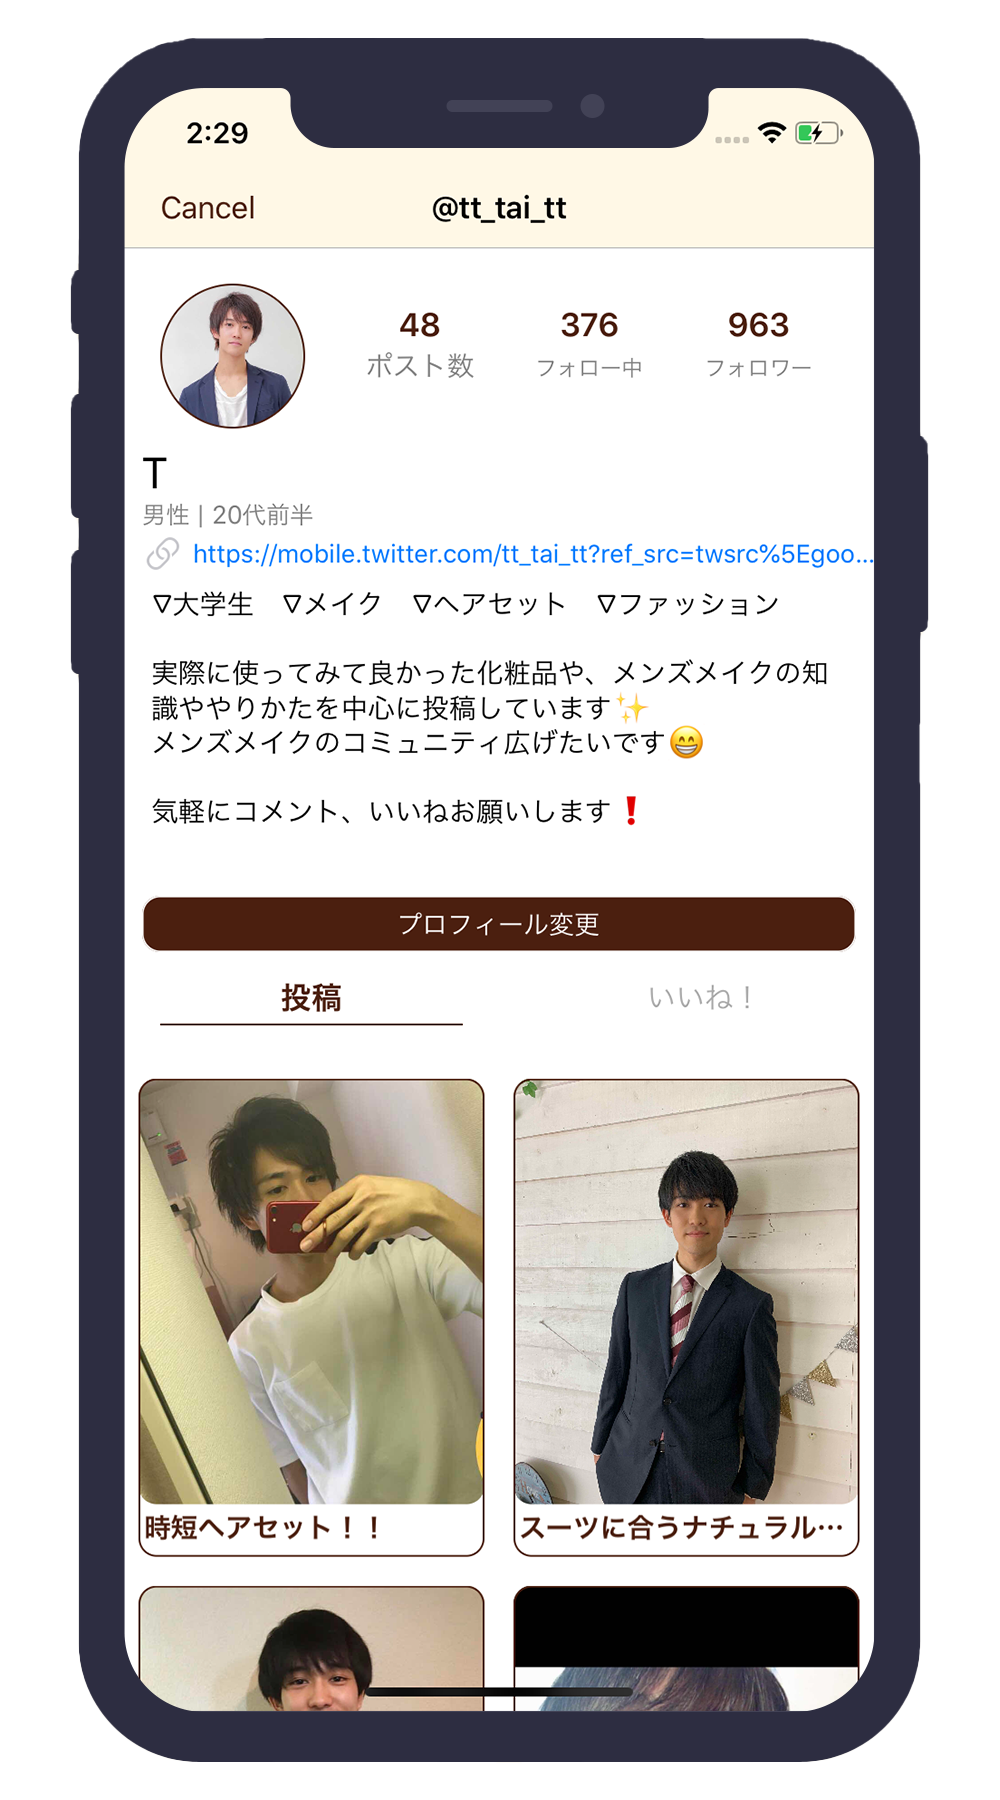 2:29
Cancel
@tt_tai_tt
48
376
963
ポスト数
フォロー中
フォロワー
T
男性 | 20代前半
https://mobile.twitter.com/tt_tai_tt?ref_src=twsrc%5Egoo...
∇大学生　∇メイク　∇ヘアセット　∇ファッション
実際に使ってみて良かった化粧品や、メンズメイクの知
識ややりかたを中心に投稿しています✨
メンズメイクのコミュニティ広げたいです😁
気軽にコメント、いいねお願いします❗
プロフィール変更
投稿
いいね！
時短ヘアセット！！
スーツに合うナチュラル…